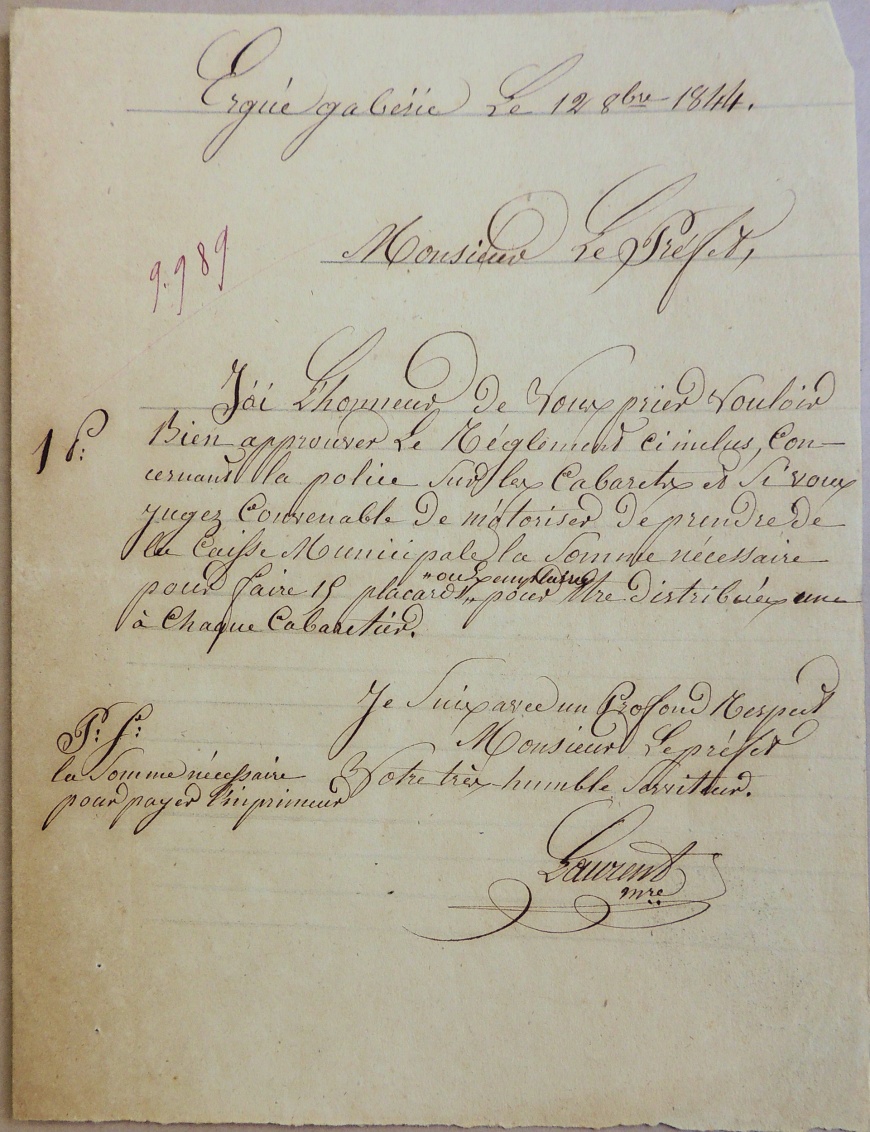 Ergué gabéric Le 12 8bre 1844.
Monsieur Le Préfet,
9.989
J'ai L'honneur de Vous prier Vouloir
1 P:
Bien approuver Le Réglement ci inclus, con-
cernant la police Sur les Cabarets et Si vous
jugez Convenable De m'otoriser De prendre de
la Caisse Municipale la Somme nécessaire
"ou Exemplaires
pour faire 15 placards" pour être distribuées une
à Chaque Cabaretier.
Je Suis avec un Profond Respect
Monsieur Le préfet
Votre très humble Serviteur.
P: S:
la Somme nécessaire
pour payer l'imprimeur
Laurent
mre